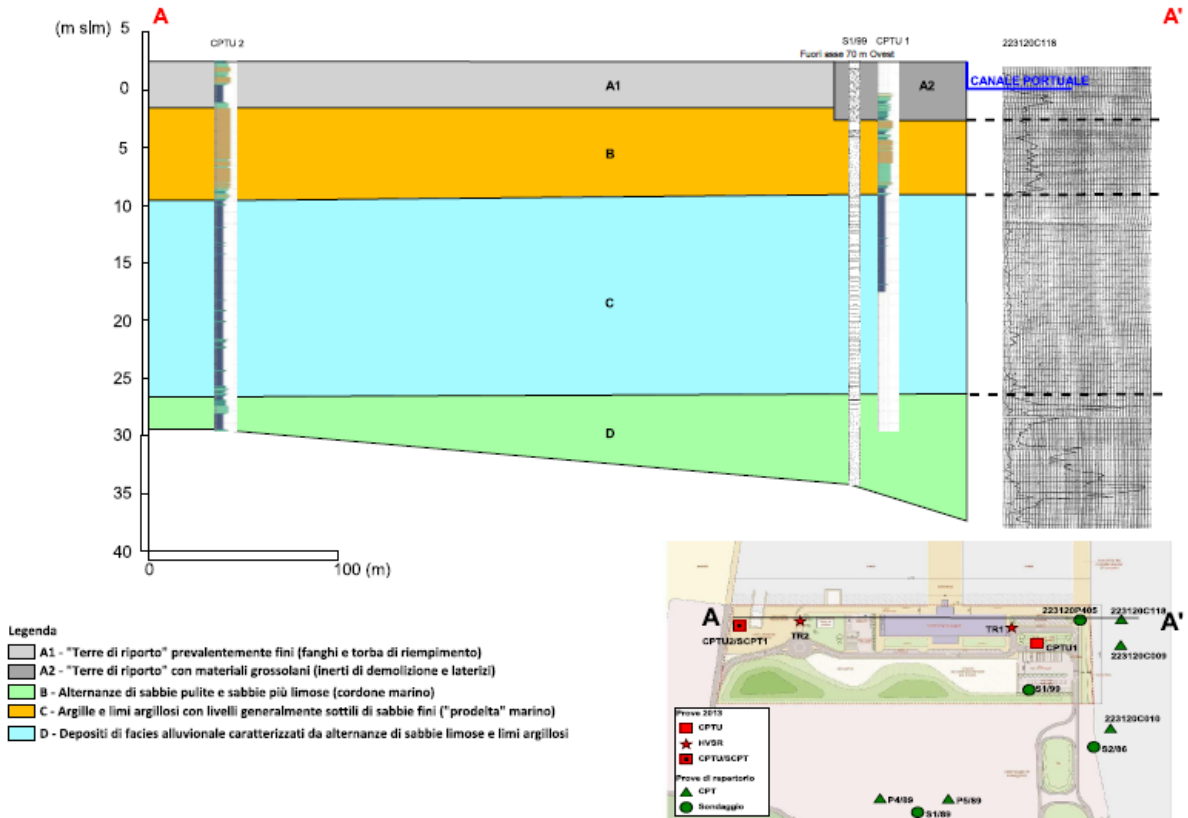 A
A'
(m slm)
5
CPTU 2
S1/99
CPTU 1
Fuori asse 70 m Ovest
223120C118
0
A1
A2
CANALE PORTUALE
5
B
10
15
C
20
25
30
D
35
40
0
100 (m)
Legenda
A1 - "Terre di riporto" prevalentemente fini (fanghi e torba di riempimento)
A2 - "Terre di riporto" con materiali grossolani (inerti di demolizione e laterizi)
B - Alternanze di sabbie pulite e sabbie più limose (cordone marino)
C - Argille e limi argillosi con livelli generalmente sottili di sabbie fini ("prodelta" marino)
D - Depositi di facies alluvionale caratterizzati da alternanze di sabbie limose e limi argillosi
A
A'
223120P405
223120C118
CPTU2/SCPT1
TR2
TR1
CPTU1
223120C009
S1/99
223120C010
S2/86
Prove 2013
CPTU
HVSR
CPTU/SCPT
Prove di repertorio
CPT
Sondaggio
P4/89
P5/89
S1/89